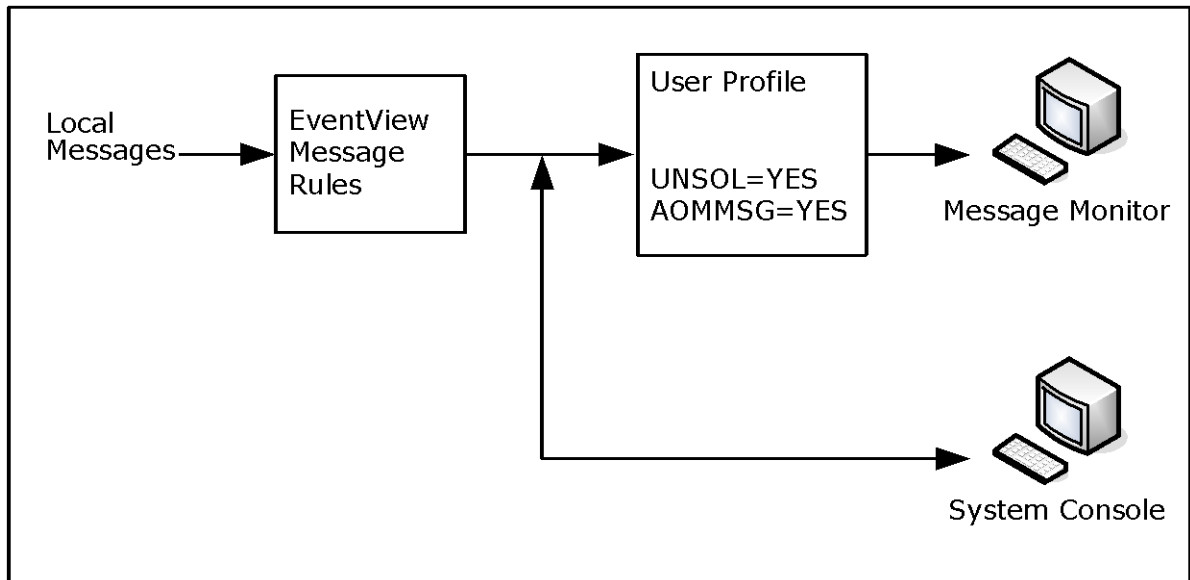 Local
Messages
EventView
Message
Rules
User Profile
UNSOL=YES
AOMMSG=YES
Message Monitor
System Console